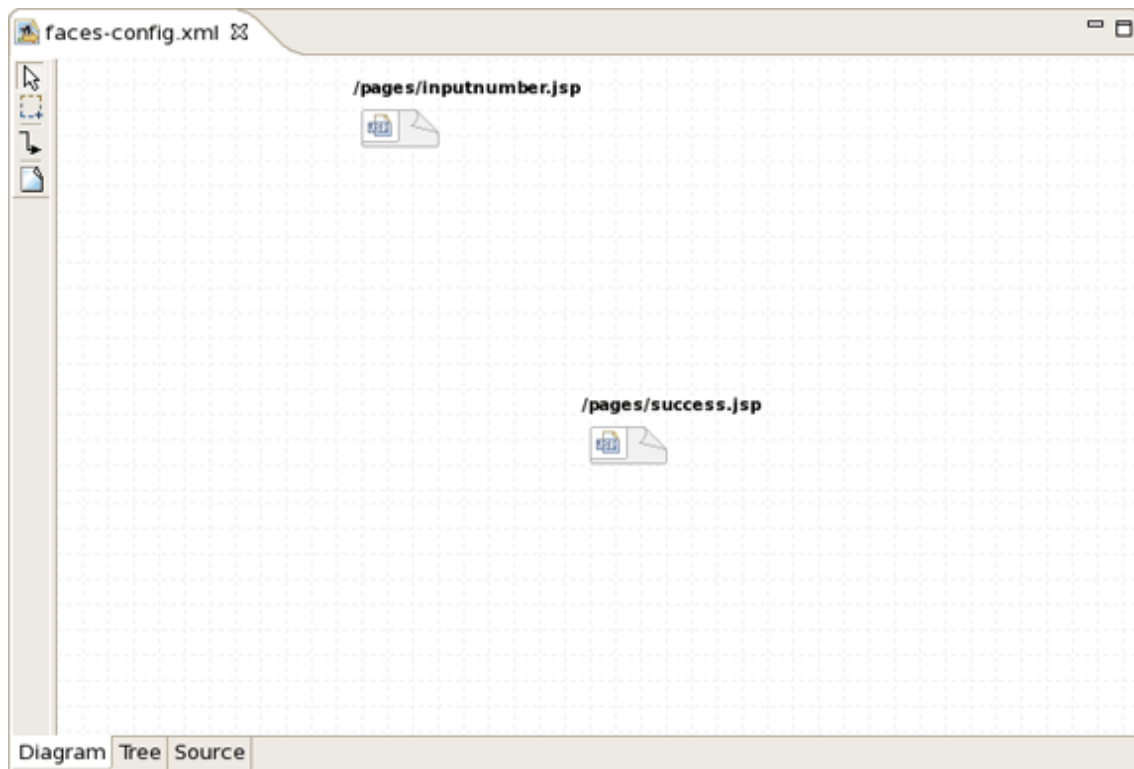 faces-config.xml
/pages/inputnumber.jsp
/pages/success.jsp
Diagram Tree Source